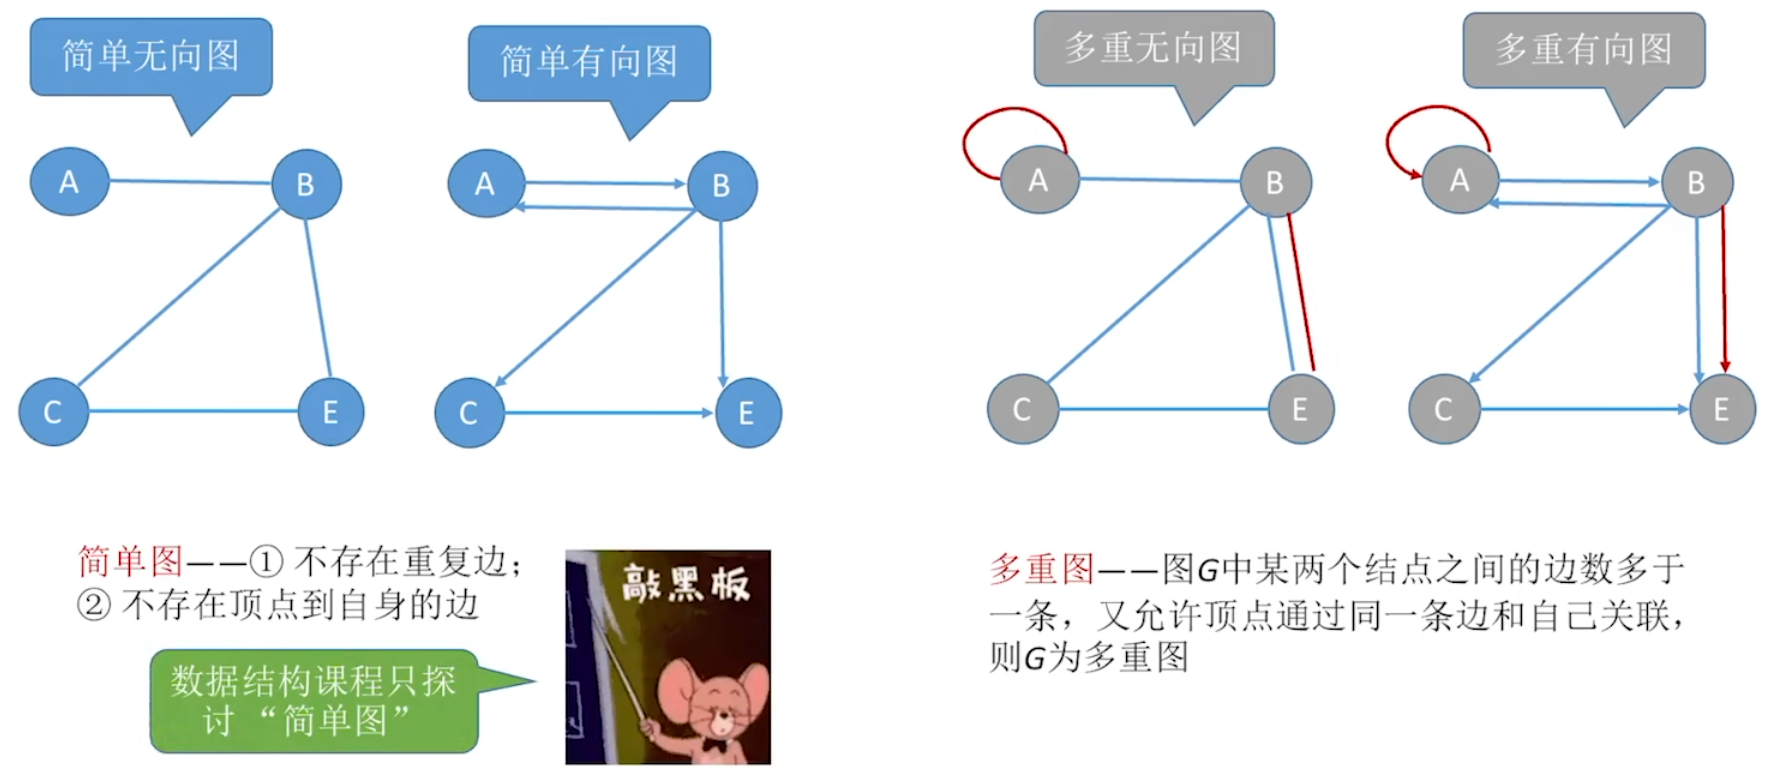 简单无向图
简单有向图
多重无向图
多重有向图
A
B
C
E
A
B
C
E
A
B
C
E
A
B
C
E
简单图——① 不存在重复边；
② 不存在顶点到自身的边
数据结构课程只探
讨“简单图”
敲黑板
多重图——图G中某两个结点之间的边数多于
一条，又允许顶点通过同一条边和自己关联，
则G为多重图